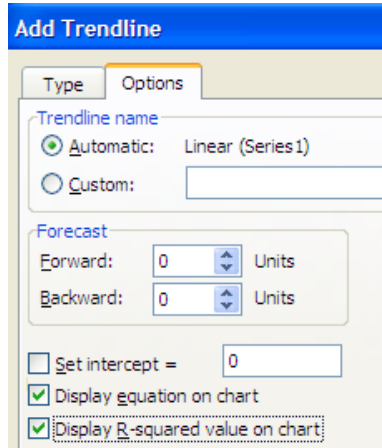 Add Trendline
Type Options
Trendline name
Automatic: Linear (Series1)
Custom:
Forecast
Forward: 0 Units
Backward: 0 Units
Set intercept = 0
Display equation on chart
Display R-squared value on chart